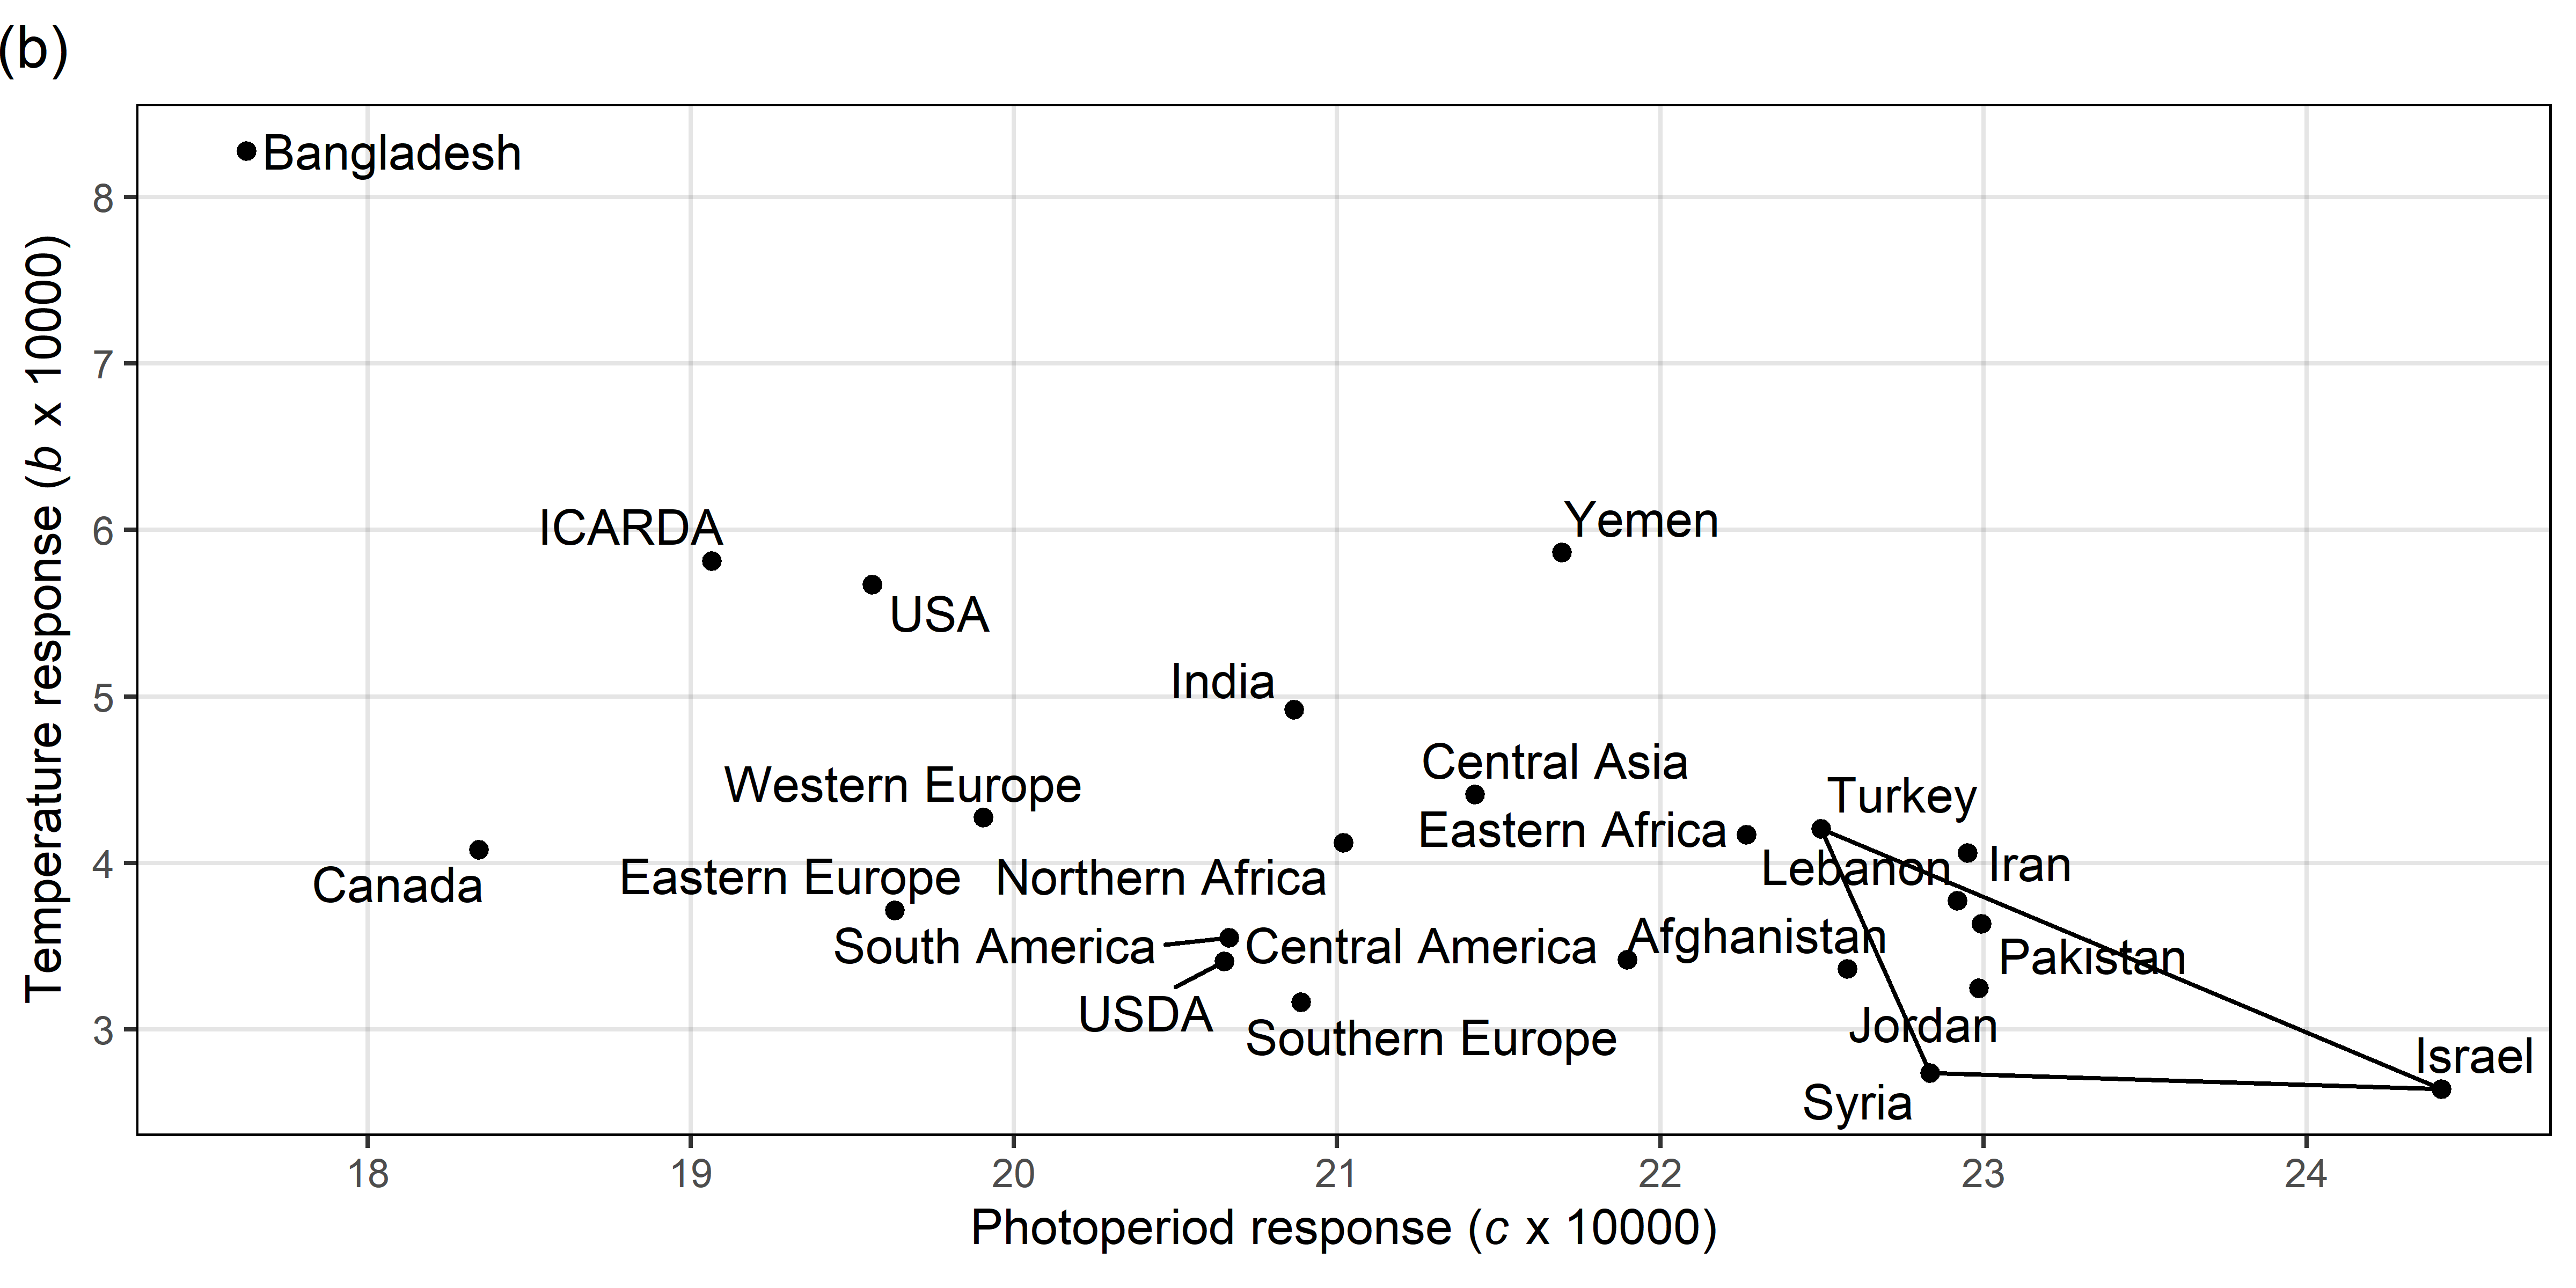 (b)
Bangladesh
8
7
ICARDA
Yemen
6
USA
India
5
Central Asia
Western Europe
Turkey
Eastern Africa
4
Lebanon
Iran
Canada
Eastern Europe
Northern Africa
South America
Central America
Afghanistan
Pakistan
USDA
3
Southern Europe
Jordan
Israel
Syria
18 19 20 21 22 23 24
Photoperiod response (c x 10000)
Temperature response (b x 10000)